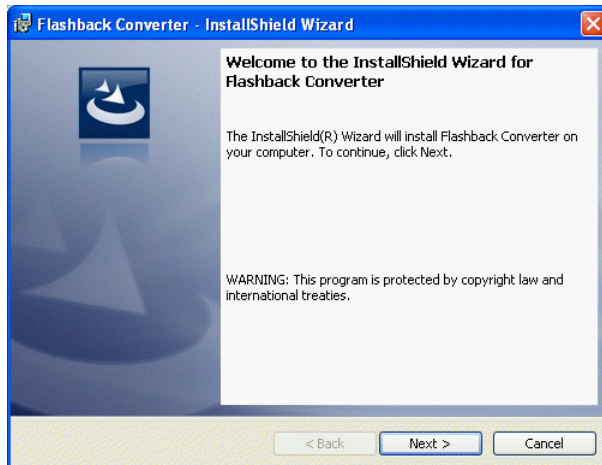 Flashback Converter - InstallShield Wizard
Welcome to the InstallShield Wizard for
Flashback Converter
The InstallShield(R) Wizard will install Flashback Converter on
your computer. To continue, click Next.
WARNING: This program is protected by copyright law and
international treaties.
< Back
Next >
Cancel